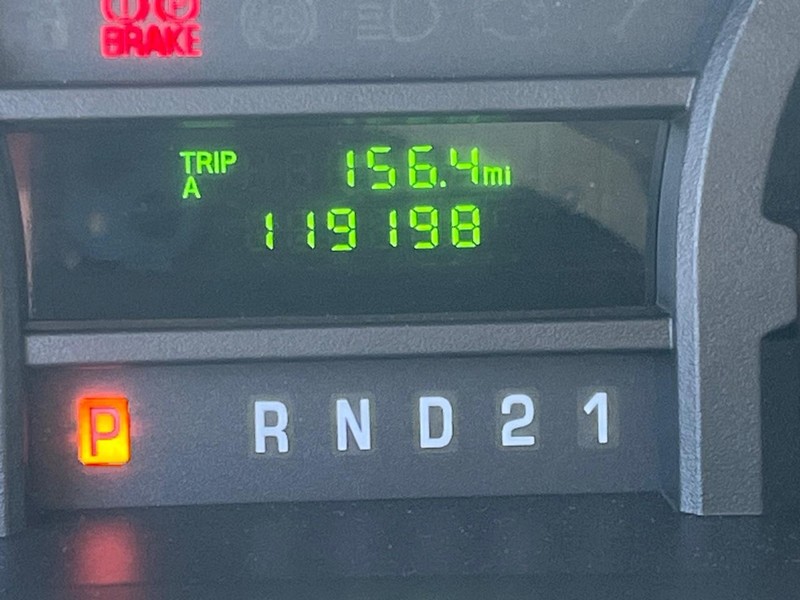 BRAKE
TRIP 156.4mi
A
119198
P R N D 2 1